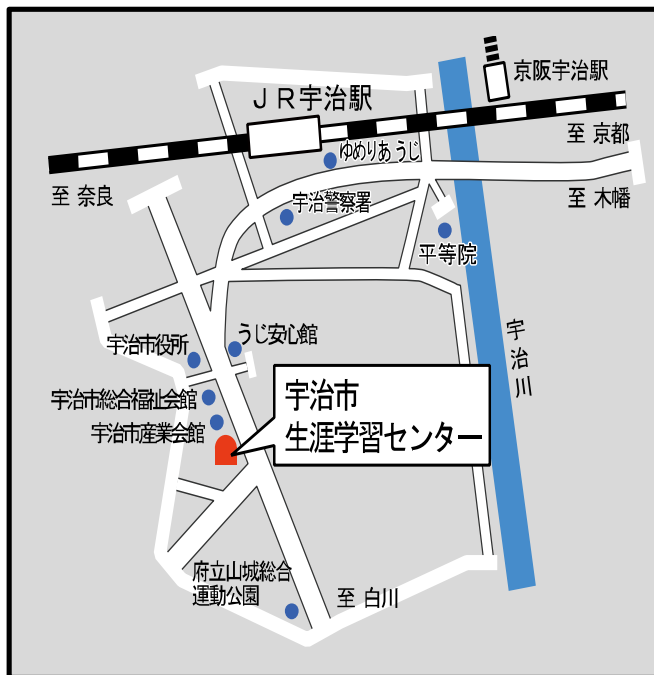 京阪宇治駅
ＪＲ宇治駅
至 京都
ゆめりあうじ
至 奈良
至 木幡
宇治警察署
平等院
宇治川
うじ安心館
宇治市役所
宇治市総合福祉会館
宇治市産業会館
宇治市
生涯学習センター
府立山城総合
運動公園
至 白川